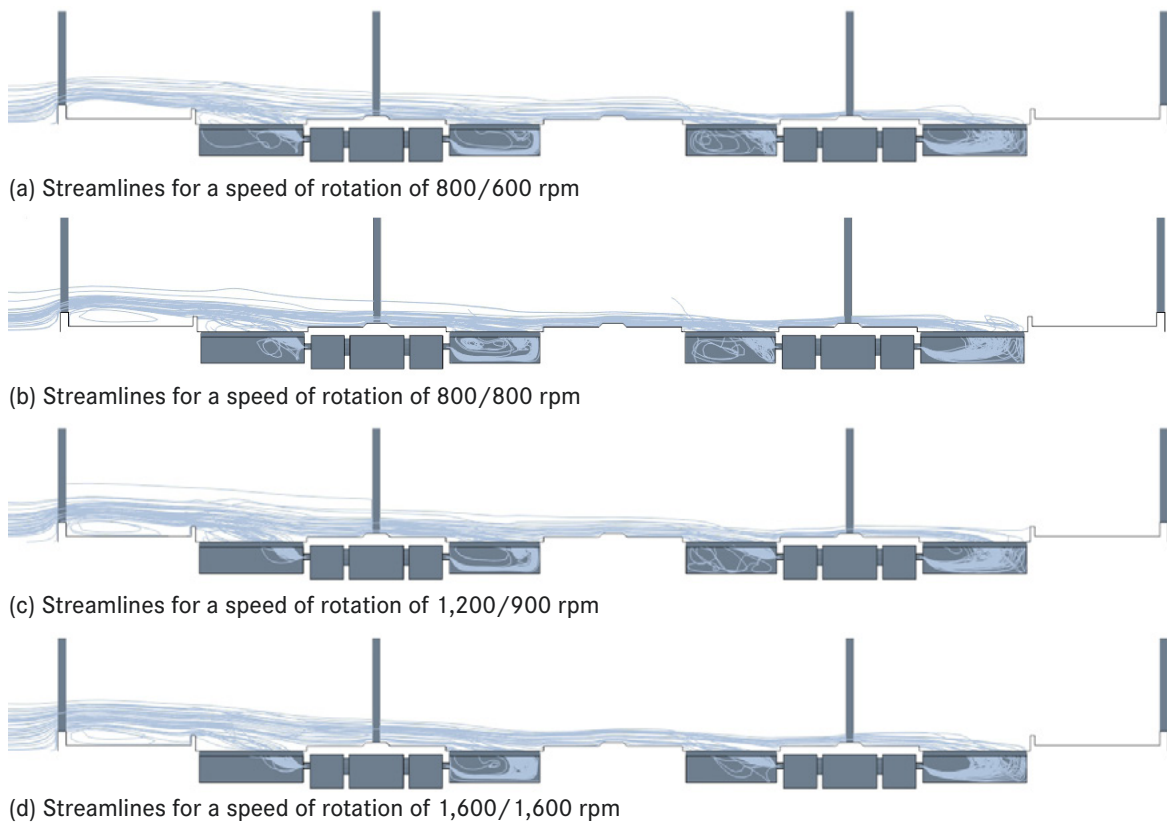 (a) Streamlines for a speed of rotation of 800/600 rpm
(b) Streamlines for a speed of rotation of 800/800 rpm
(c) Streamlines for a speed of rotation of 1,200/900 rpm
(d) Streamlines for a speed of rotation of 1,600/1,600 rpm